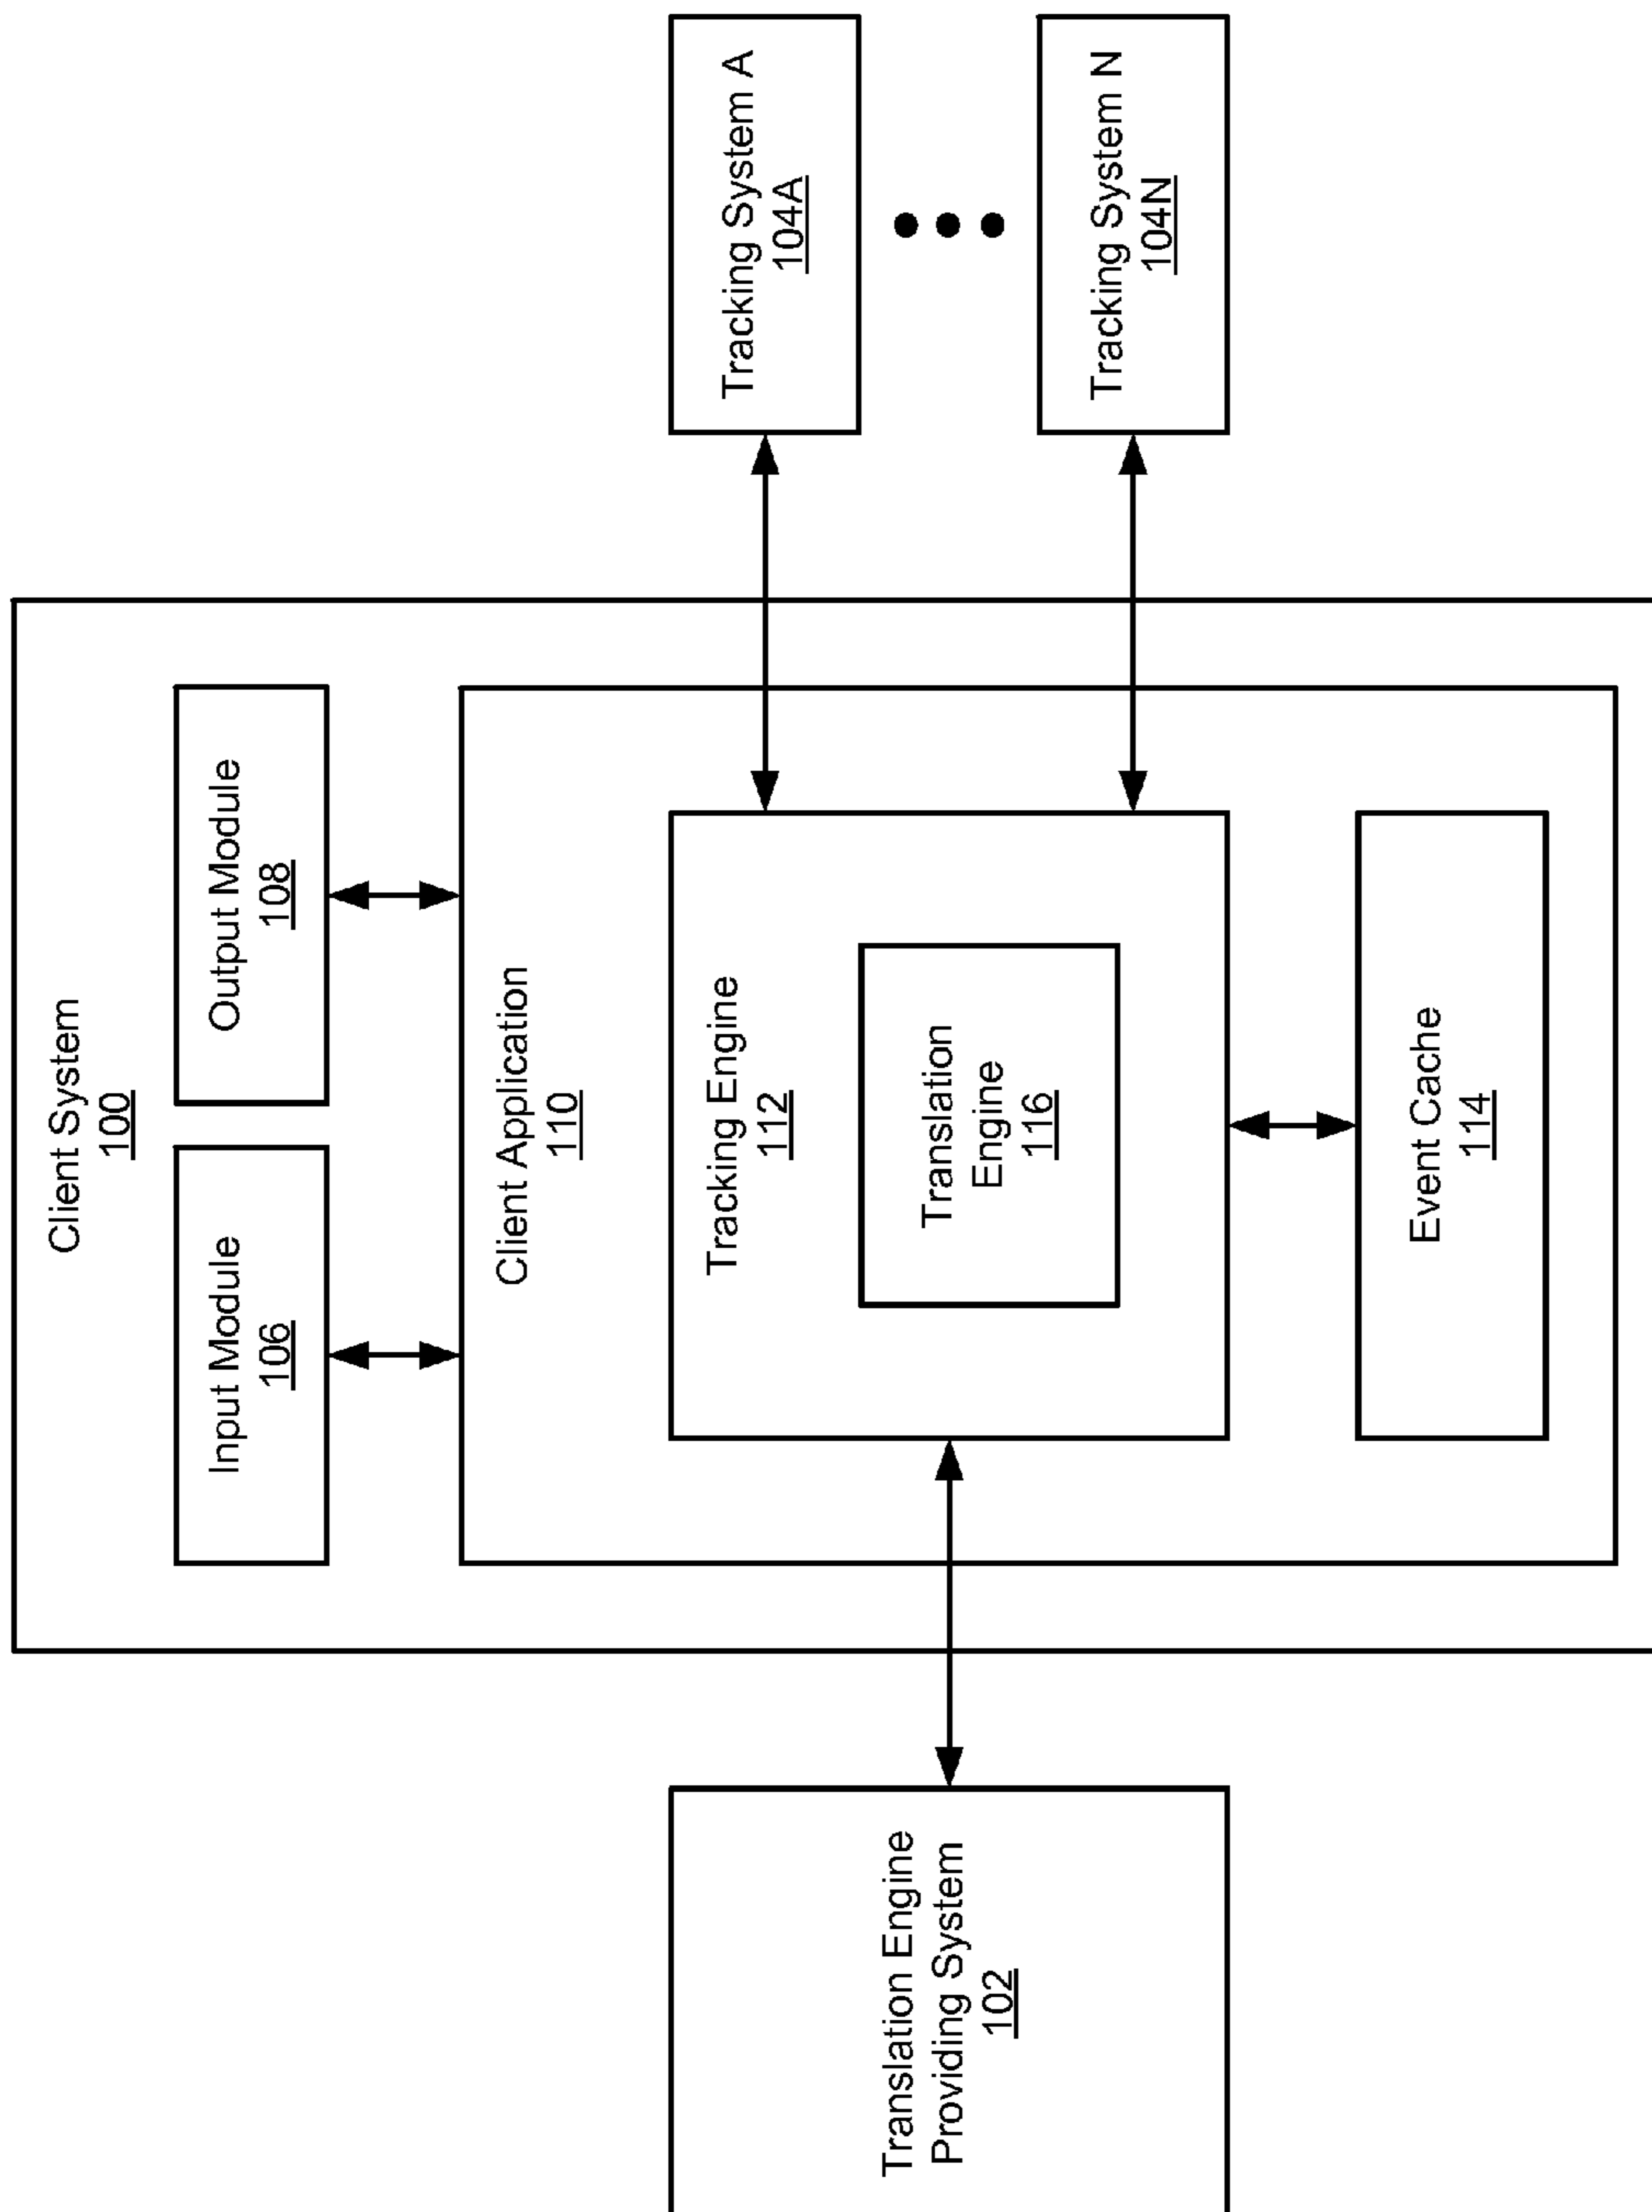 Client System
100
Input Module
106
Output Module
108
Client Application
110
Tracking Engine
112
Translation
Engine
116
Event Cache
114
Translation Engine
Providing System
102
Tracking System A
104A
Tracking System N
104N